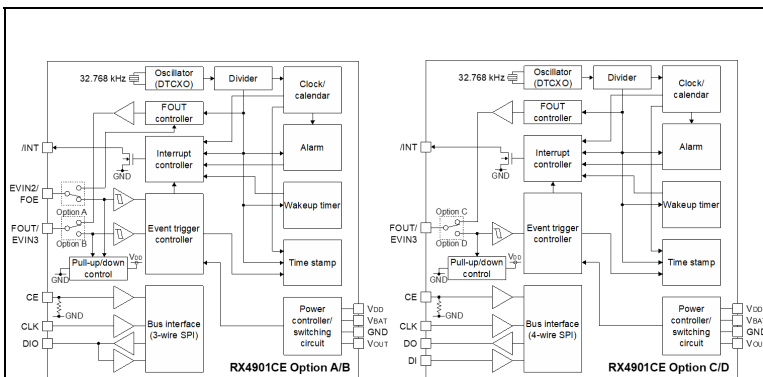 32.768 kHz
Oscillator
(DTCXO)
Divider
Clock/
calendar
FOUT
controller
/INT
GND
Interrupt
controller
Alarm
EVIN2/
FOE
Option A
FOUT/
EVIN3
Option B
Event trigger
controller
Wakeup timer
Time stamp
Pull-up/down
control
VDD
GND
CE
GND
CLK
DIO
Bus interface
(3-wire SPI)
Power
controller/
switching
circuit
VDD
VBAT
GND
VOUT
RX4901CE Option A/B
32.768 kHz
Oscillator
(DTCXO)
Divider
Clock/
calendar
FOUT
controller
/INT
GND
Interrupt
controller
Alarm
Option C
FOUT/
EVIN3
Option D
Event trigger
controller
Wakeup timer
Time stamp
Pull-up/down
control
VDD
GND
CE
GND
CLK
DO
DI
Bus interface
(4-wire SPI)
Power
controller/
switching
circuit
VDD
VBAT
GND
VOUT
RX4901CE Option C/D